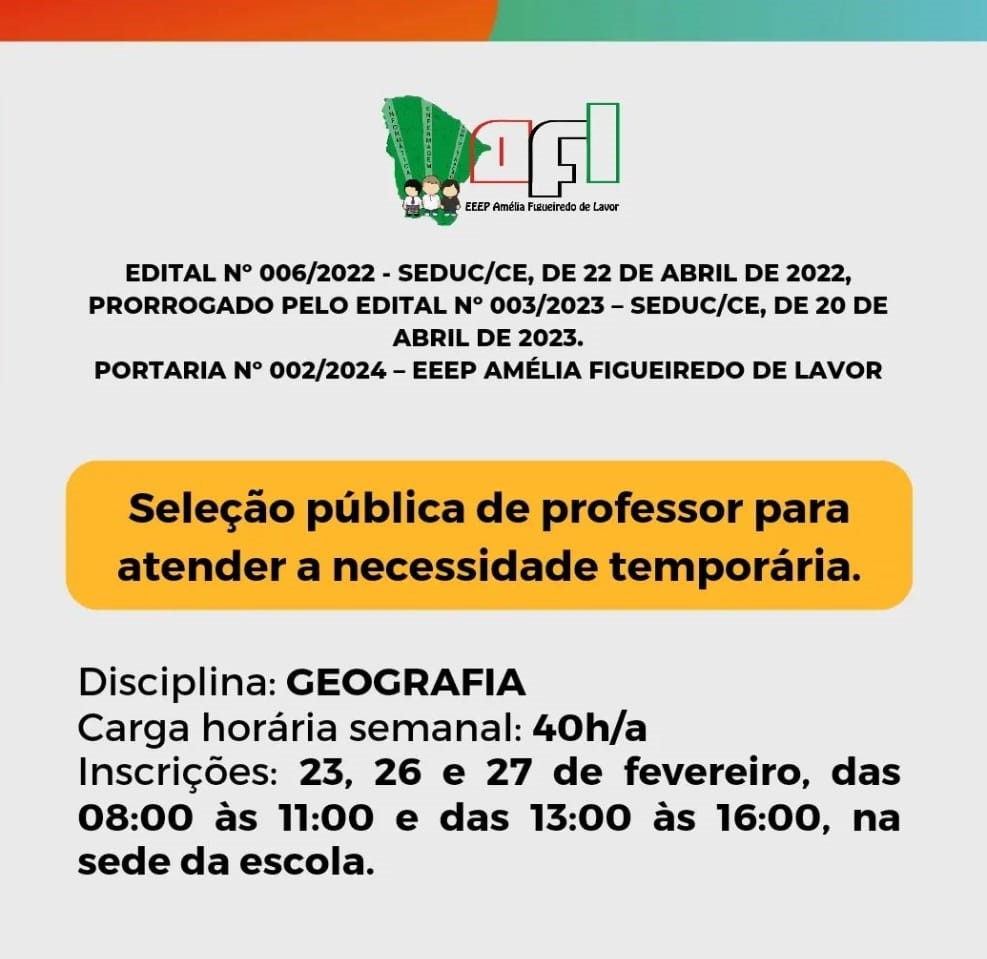 INFORMÁTICA
ENFERMAGEM
AFL
EEEP Amélia Figueiredo de Lavor
EDITAL Nº 006/2022 - SEDUC/CE, DE 22 DE ABRIL DE 2022,
PRORROGADO PELO EDITAL Nº 003/2023 – SEDUC/CE, DE 20 DE
ABRIL DE 2023.
PORTARIA Nº 002/2024 – EEEP AMÉLIA FIGUEIREDO DE LAVOR
Seleção pública de professor para
atender a necessidade temporária.
Disciplina: GEOGRAFIA
Carga horária semanal: 40h/a
Inscrições: 23, 26 e 27 de fevereiro, das
08:00 às 11:00 e das 13:00 às 16:00, na
sede da escola.